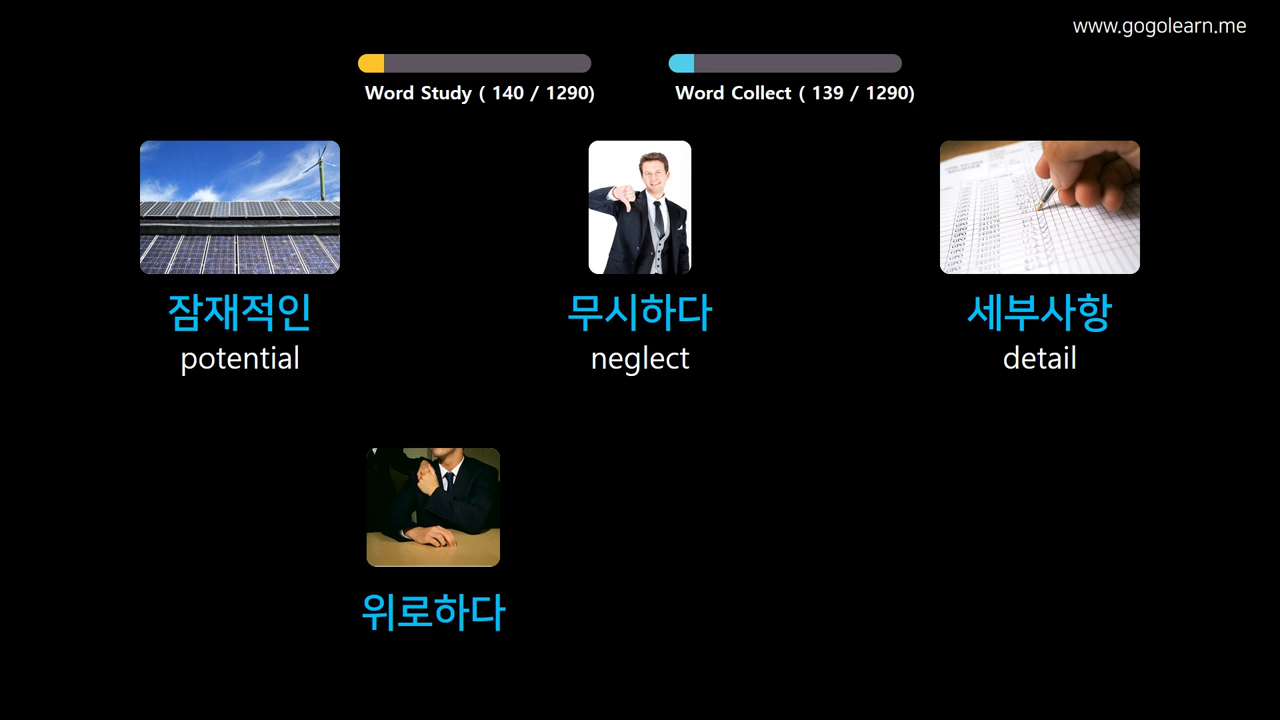 www.gogolearn.me
Word Study ( 140 / 1290)
Word Collect ( 139 / 1290)
잠재적인
potential
무시하다
neglect
세부사항
detail
위로하다